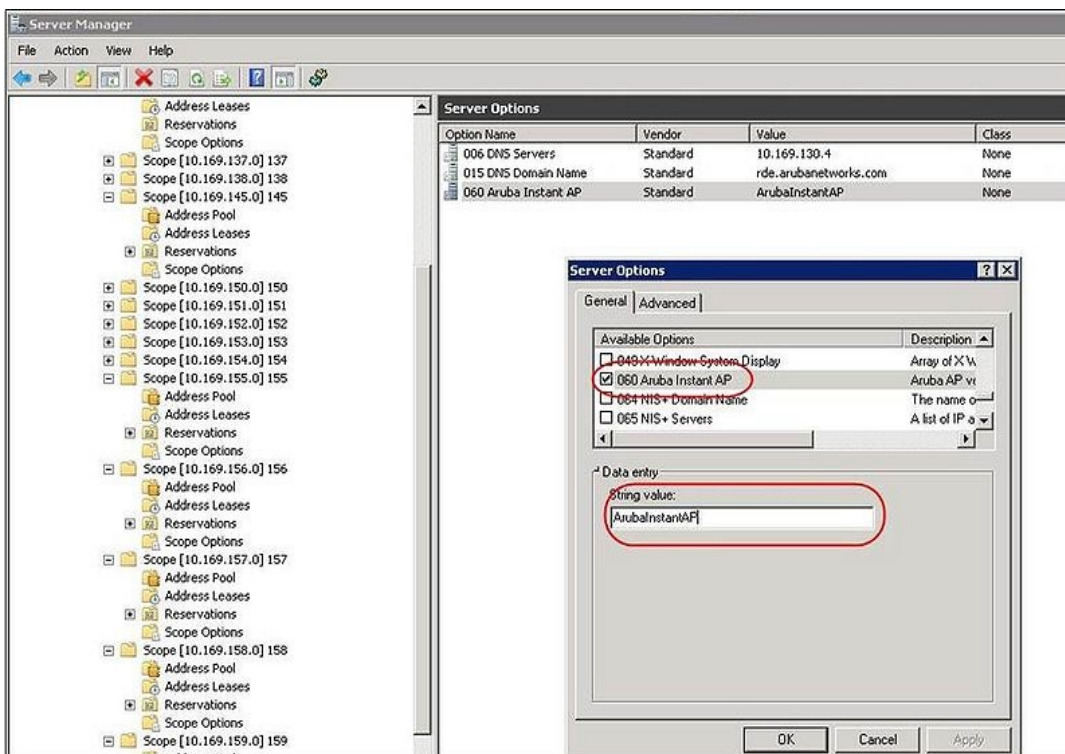 Server Manager
File Action View Help
Address Leases
Reservations
Scope Options
Scope [10.169.137.0] 137
Scope [10.169.138.0] 138
Scope [10.169.145.0] 145
Address Pool
Address Leases
Reservations
Scope Options
Scope [10.169.150.0] 150
Scope [10.169.151.0] 151
Scope [10.169.152.0] 152
Scope [10.169.153.0] 153
Scope [10.169.154.0] 154
Scope [10.169.155.0] 155
Address Pool
Address Leases
Reservations
Scope Options
Scope [10.169.156.0] 156
Address Pool
Address Leases
Reservations
Scope Options
Scope [10.169.157.0] 157
Address Pool
Address Leases
Reservations
Scope Options
Scope [10.169.158.0] 158
Address Pool
Address Leases
Reservations
Scope Options
Scope [10.169.159.0] 159
Server Options
Option Name Vendor Value Class
006 DNS Servers Standard 10.169.130.4 None
015 DNS Domain Name Standard rde.arubanetworks.com None
060 Aruba Instant AP Standard ArubaInstantAP None
Server Options
General Advanced
Available Options Description
049 X Window System Display Array of X W
060 Aruba Instant AP Aruba AP ve
064 NIS+ Domain Name The name o
065 NIS+ Servers A list of IP a
Data entry
String value:
ArubaInstantAP
OK Cancel Apply